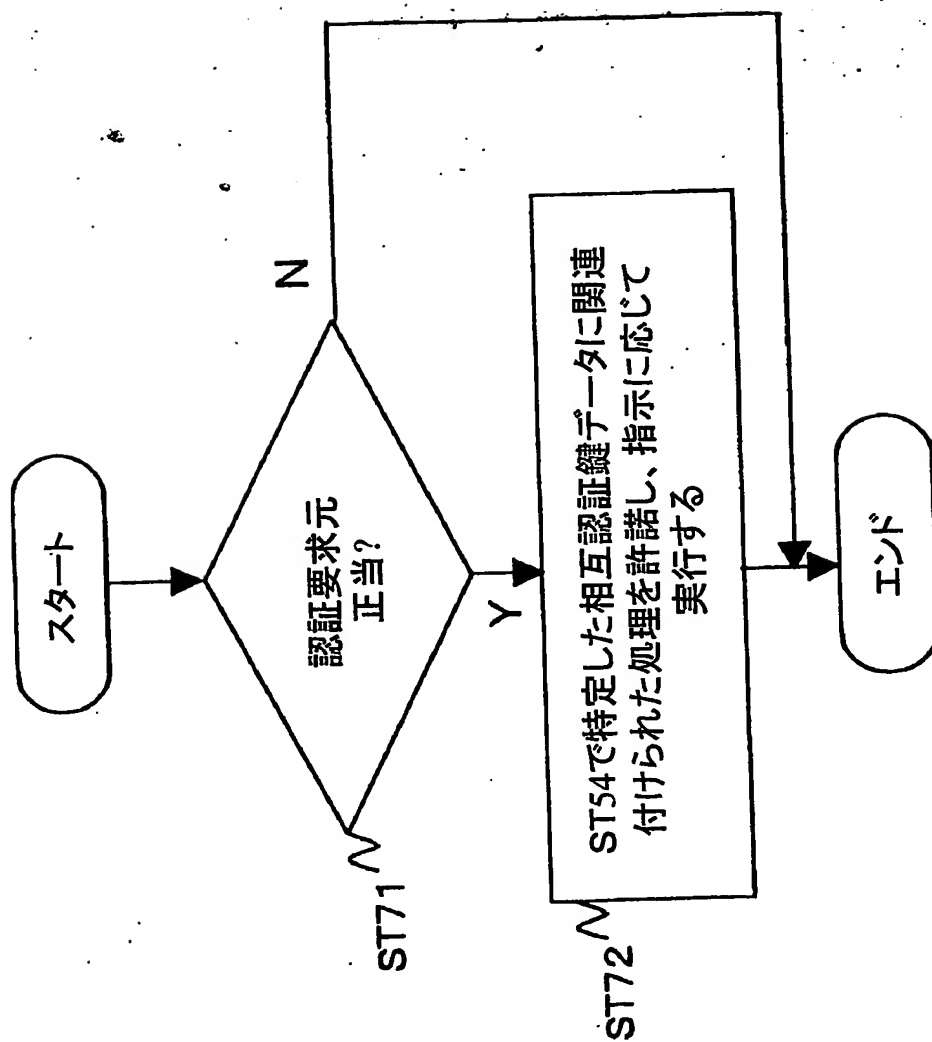 スタート
認証要求元
正当?
N
ST71
Y
ST54で特定した相互認証鍵データに関連
付けられた処理を許諾し、指示に応じて
実行する
ST72
エンド